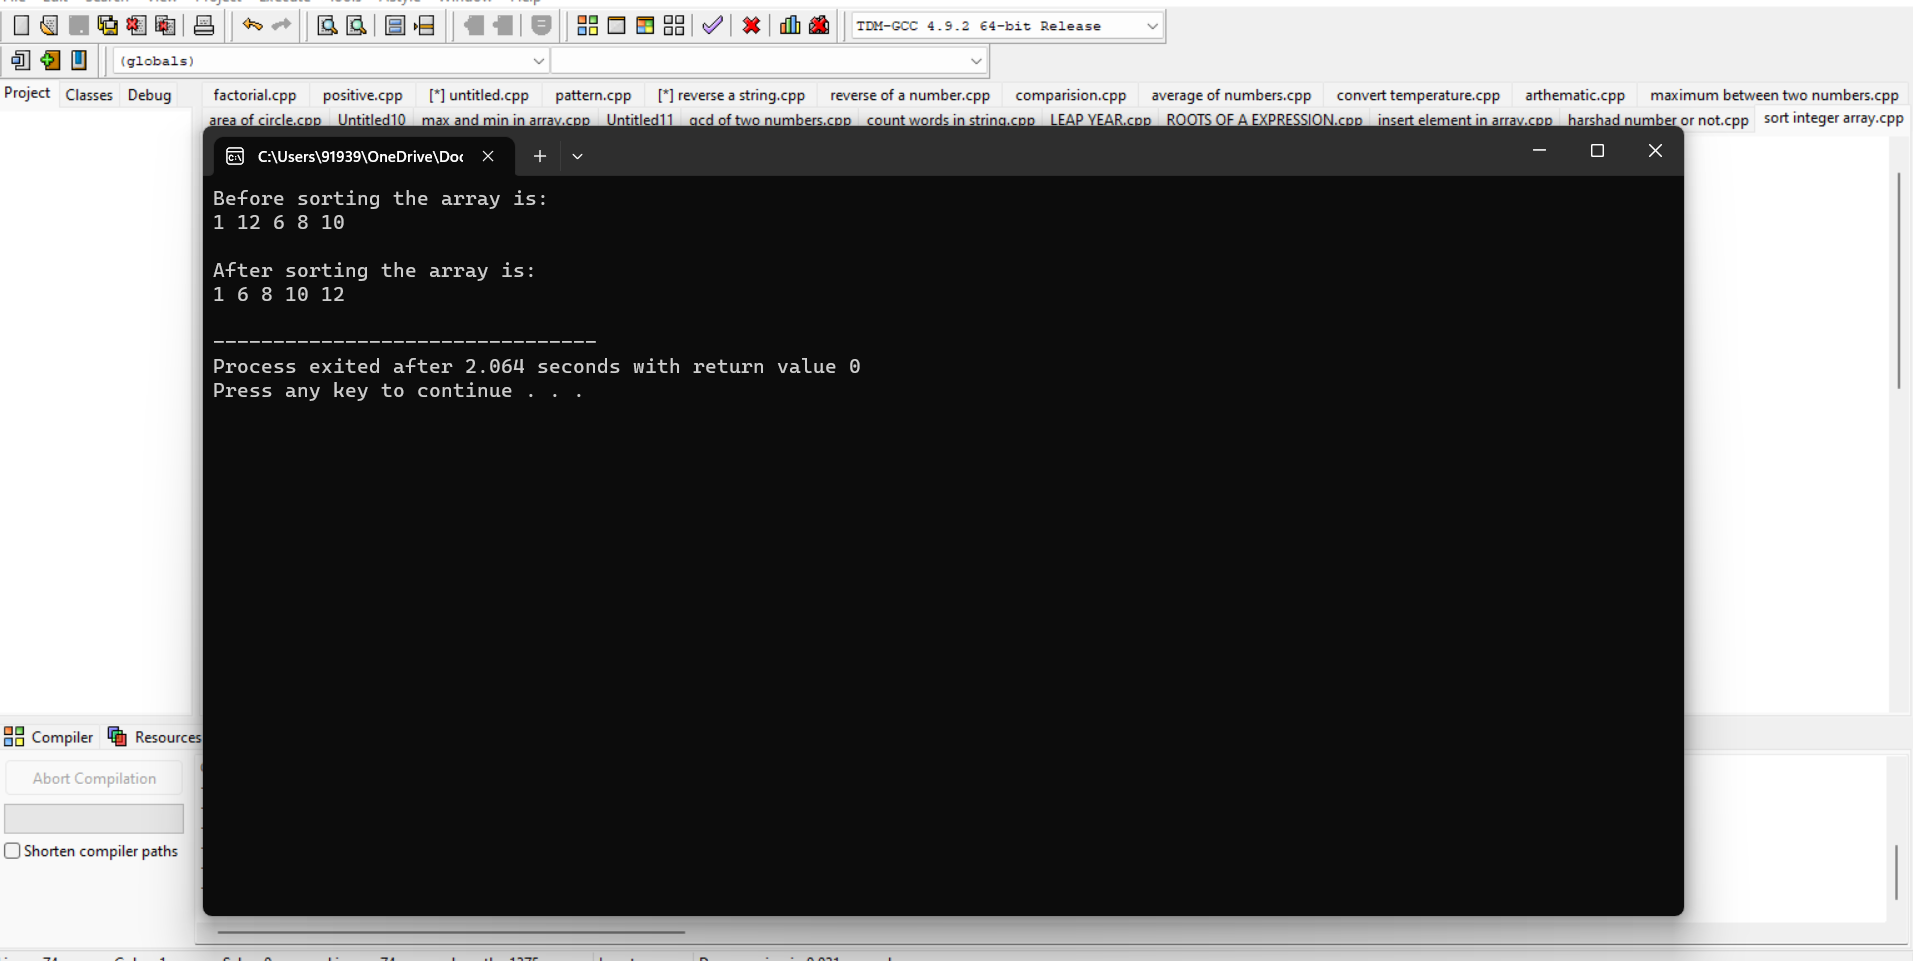 TDM-GCC 4.9.2 64-bit Release
(globals)
Project Classes Debug
factorial.cpp positive.cpp [*] untitled.cpp pattern.cpp [*] reverse a string.cpp reverse of a number.cpp comparision.cpp average of numbers.cpp convert temperature.cpp arthematic.cpp maximum between two numbers.cpp
area of circle.cpp Untitled10 max and min in array.cpp Untitled11 gcd of two numbers.cpp count words in string.cpp LEAP YEAR.cpp ROOTS OF A EXPRESSION.cpp insert element in array.cpp harshad number or not.cpp sort integer array.cpp
C:\Users\91939\OneDrive\Doc
Before sorting the array is:
1 12 6 8 10
After sorting the array is:
1 6 8 10 12
--------------------------------
Process exited after 2.064 seconds with return value 0
Press any key to continue . . .
Compiler Resources
Abort Compilation
Shorten compiler paths